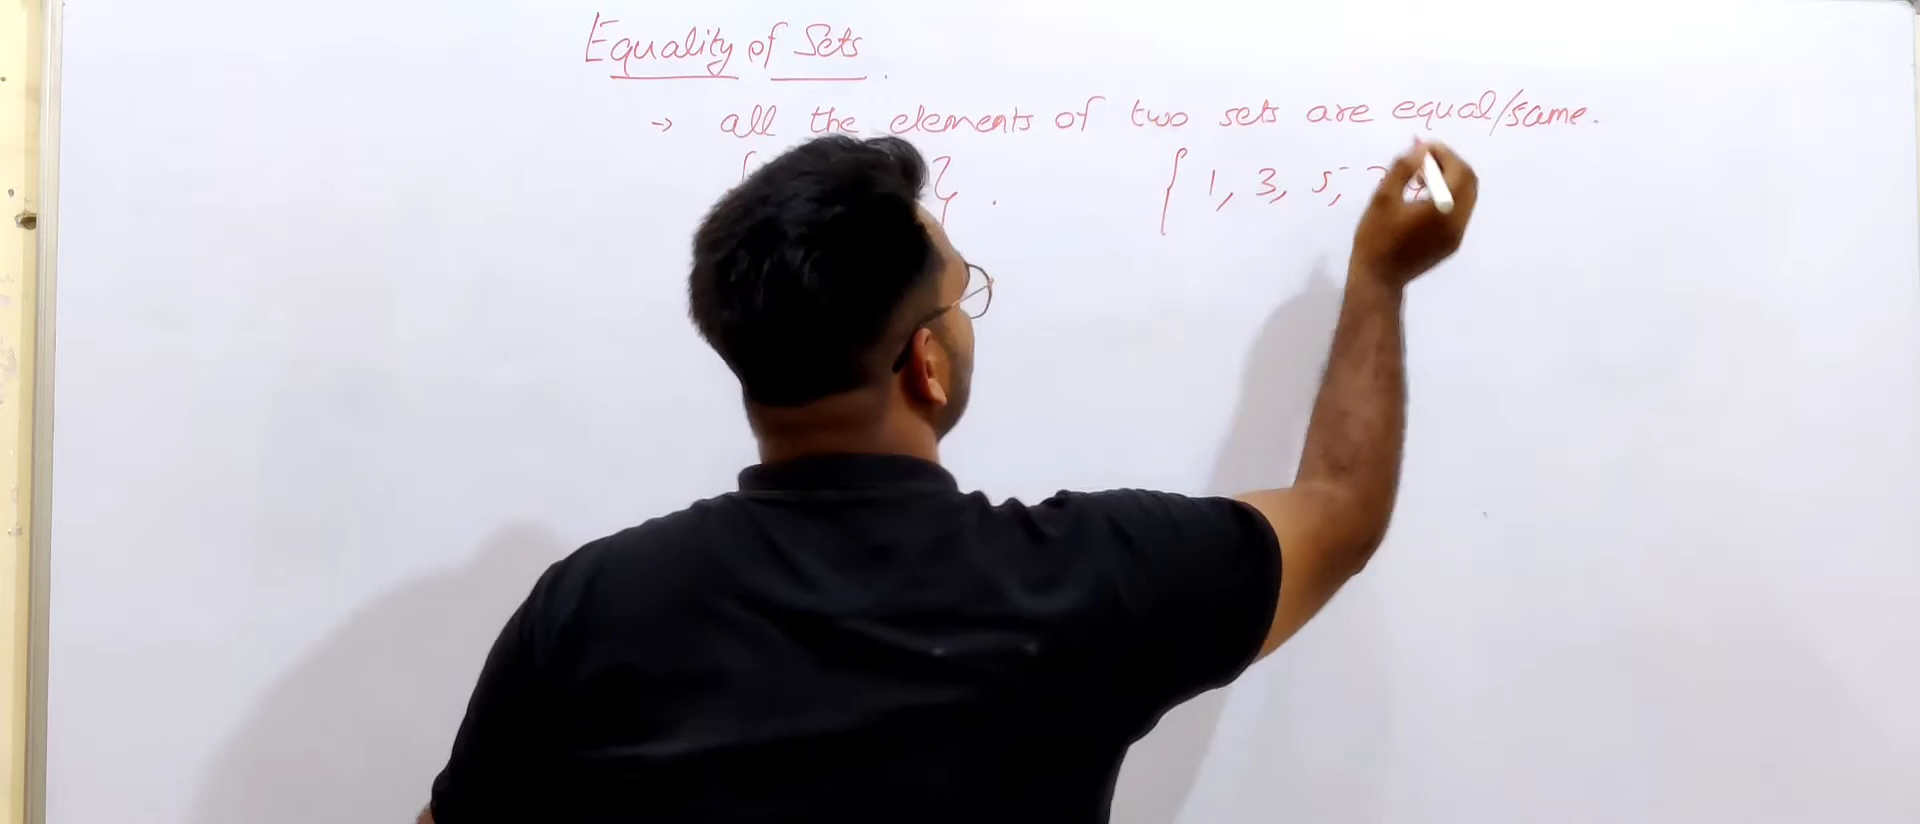 Equality of Sets.
→ all the elements of two sets are equal/same.
{ } . { 1, 3, 5,